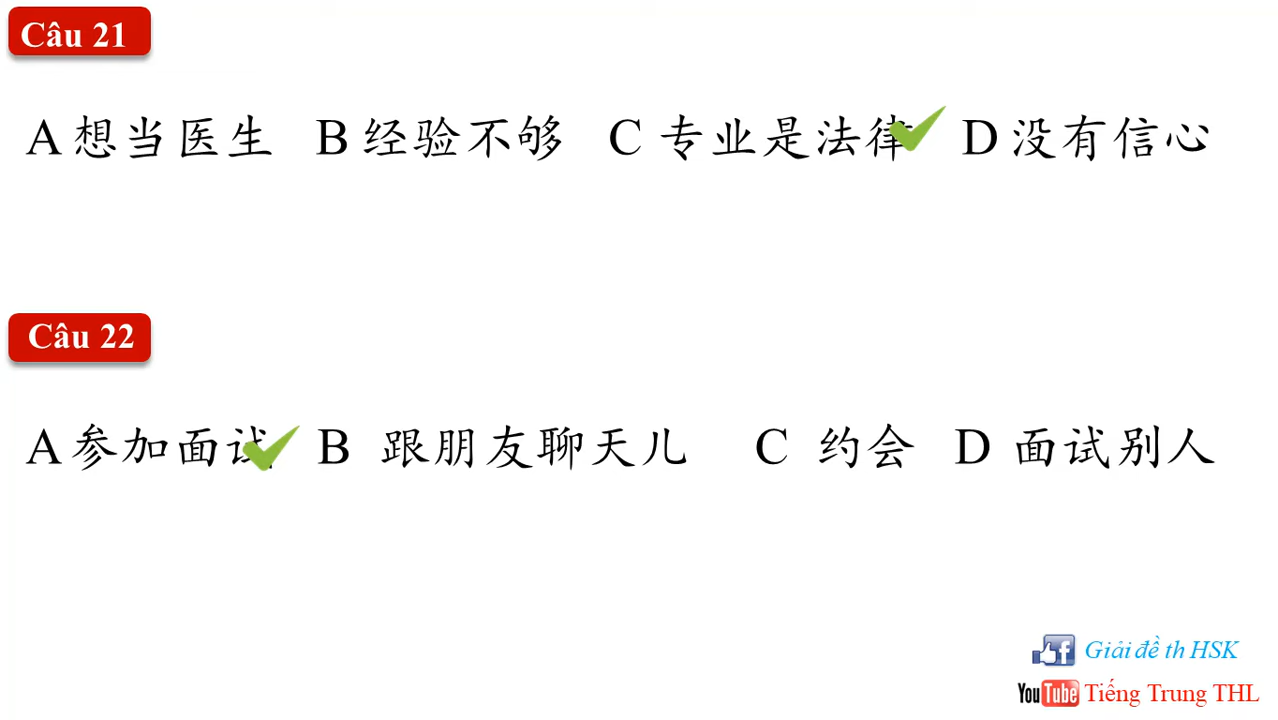 Câu 21
A 想当医生 B 经验不够 C 专业是法律 D 没有信心
Câu 22
A 参加面试 B 跟朋友聊天儿 C 约会 D 面试别人
Giải đề th HSK
YouTube Tiếng Trung THL